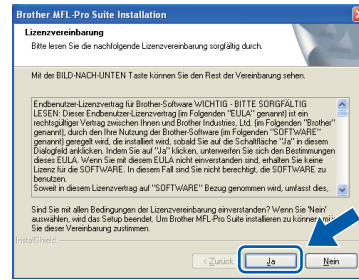 Brother MFL-Pro Suite Installation
Lizenzvereinbarung
Bitte lesen Sie die nachfolgende Lizenzvereinbarung sorgfältig durch.
Mit der BILD-NACH-UNTEN Taste können Sie den Rest der Vereinbarung sehen.
Endbenutzer-Lizenzvertrag für Brother-Software WICHTIG - BITTE SORGFÄLTIG
LESEN: Dieser Endbenutzer-Lizenzvertrag (im Folgenden "EULA" genannt) ist ein
rechtsgültiger Vertrag zwischen Ihnen und Brother Industries, Ltd. (im Folgenden "Brother"
genannt), durch den Ihre Nutzung der Brother-Software (im Folgenden "SOFTWARE"
genannt) geregelt wird, die installiert wird, sobald Sie auf die Schaltfläche "Ja" in diesem
Dialogfeld anklicken. Indem Sie auf "Ja" klicken, unterwerfen Sie sich den Bestimmungen
dieses EULA. Wenn Sie mit diesem EULA nicht einverstanden sind, erhalten Sie keine
Lizenz für die SOFTWARE. In diesem Fall sind Sie nicht berechtigt, die SOFTWARE zu
benutzen.
Soweit in diesem Lizenzvertrag auf "SOFTWARE" Bezug genommen wird, umfasst dies,
Sind Sie mit allen Bedingungen der Lizenzvereinbarung einverstanden? Wenn Sie 'Nein'
auswählen, wird das Setup beendet. Um Brother MFL-Pro Suite installieren zu können
Sie dieser Vereinbarung zustimmen.
InstallShield
< Zurück
Ja
Nein